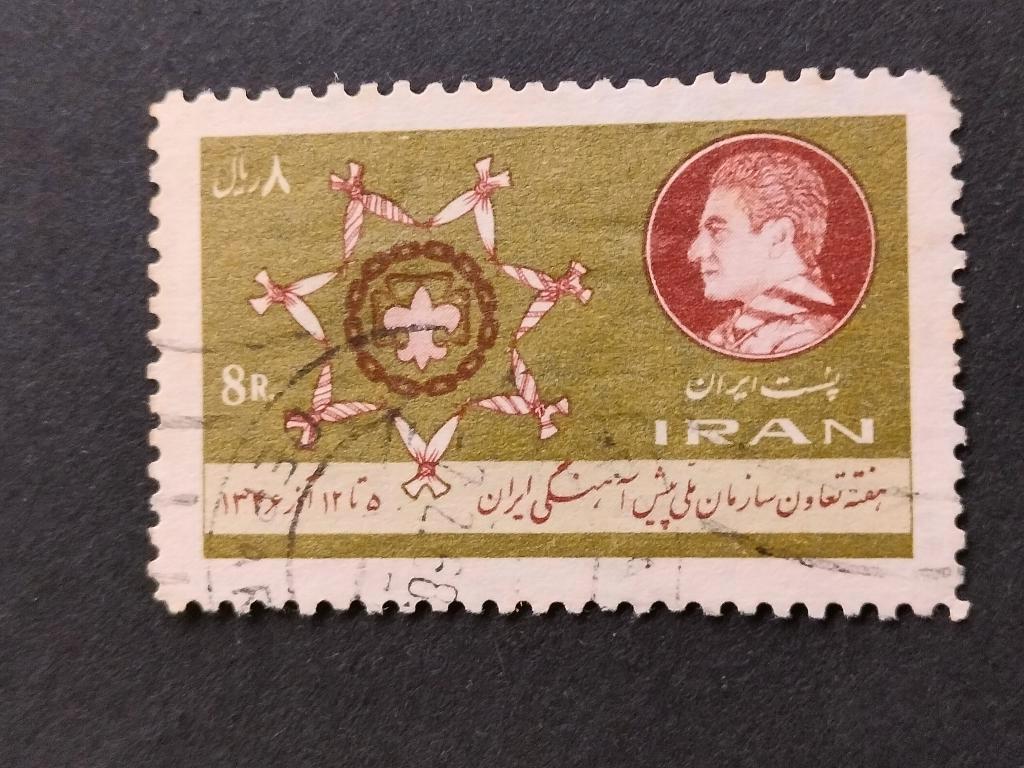 ۸ ریال
8R.
پست ایران
IRAN
هفته تعاون سازمان ملی پیش آهنگی ایران ۵ تا ۱۲ آذر ۱۳۴۶